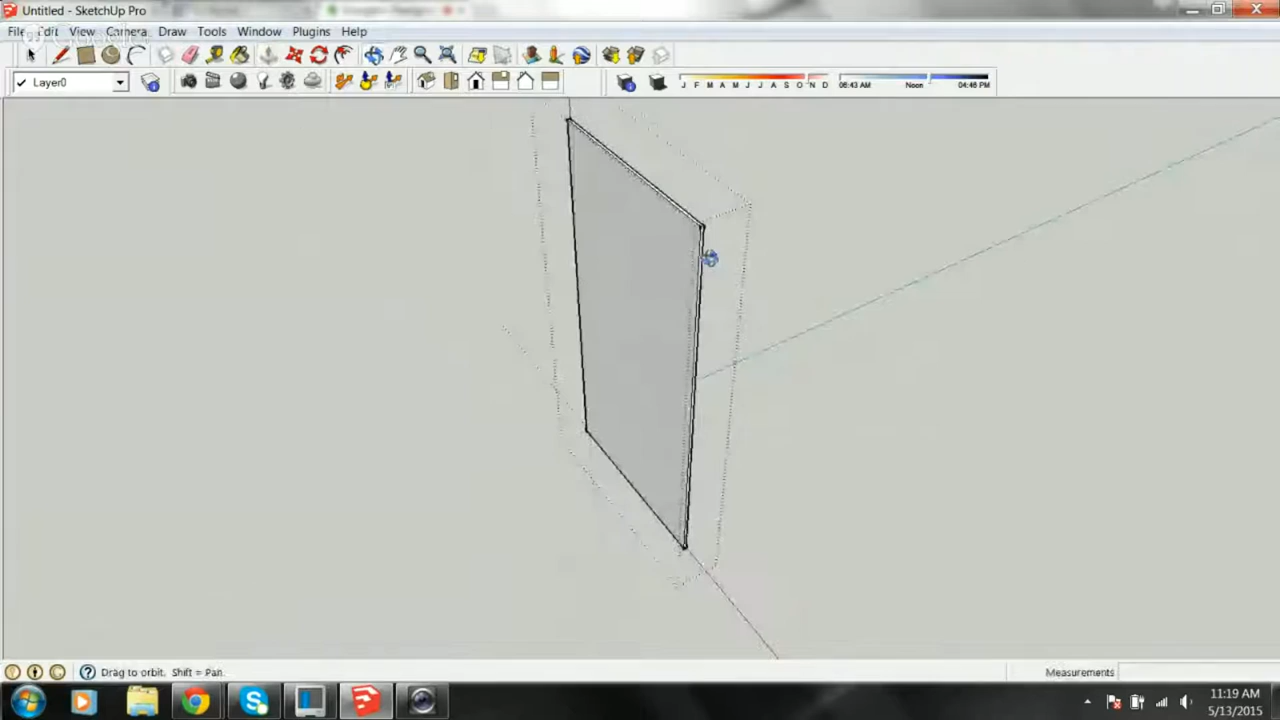 Untitled - SketchUp Pro
File Edit View Camera Draw Tools Plugins Window Help
Layer0
J F M A M J J A S O N D
06:43 AM Noon 04:46 PM
Drag to orbit. Shift = Pan.
Measurements
11:19 AM
5/13/2015